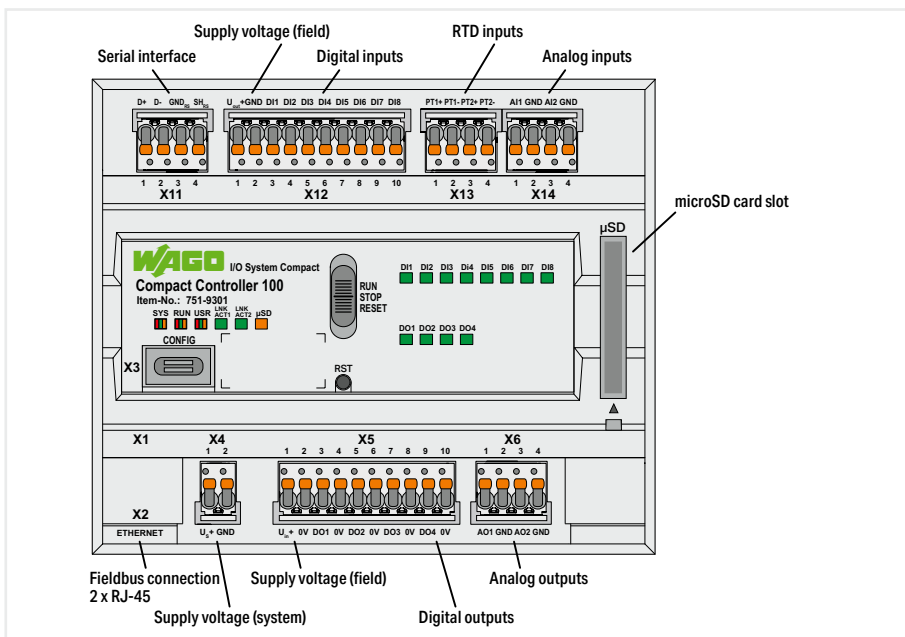 Supply voltage (field)
RTD inputs
Serial interface
Digital inputs
Analog inputs
D+ D- GNDRS SHRS
Uout+ GND DI1 DI2 DI3 DI4 DI5 DI6 DI7 DI8
PT1+ PT1- PT2+ PT2-
AI1 GND AI2 GND
1 2 3 4
1 2 3 4 5 6 7 8 9 10
1 2 3 4
1 2 3 4
X11
X12
X13
X14
microSD card slot
µSD
WAGO I/O System Compact
Compact Controller 100
Item-No.: 751-9301
SYS RUN USR LNK ACT1 LNK ACT2 µSD
RUN
STOP
RESET
DI1 DI2 DI3 Di4 DI5 DI6 DI7 DI8
DO1 DO2 DO3 DO4
CONFIG
X3
RST
X1
X4
X5
X6
1 2
1 2 3 4 5 6 7 8 9 10
1 2 3 4
X2
ETHERNET
US+ GND
Uin+ 0V DO1 0V DO2 0V DO3 0V DO4 0V
AO1 GND AO2 GND
Fieldbus connection
2 x RJ-45
Supply voltage (field)
Analog outputs
Supply voltage (system)
Digital outputs